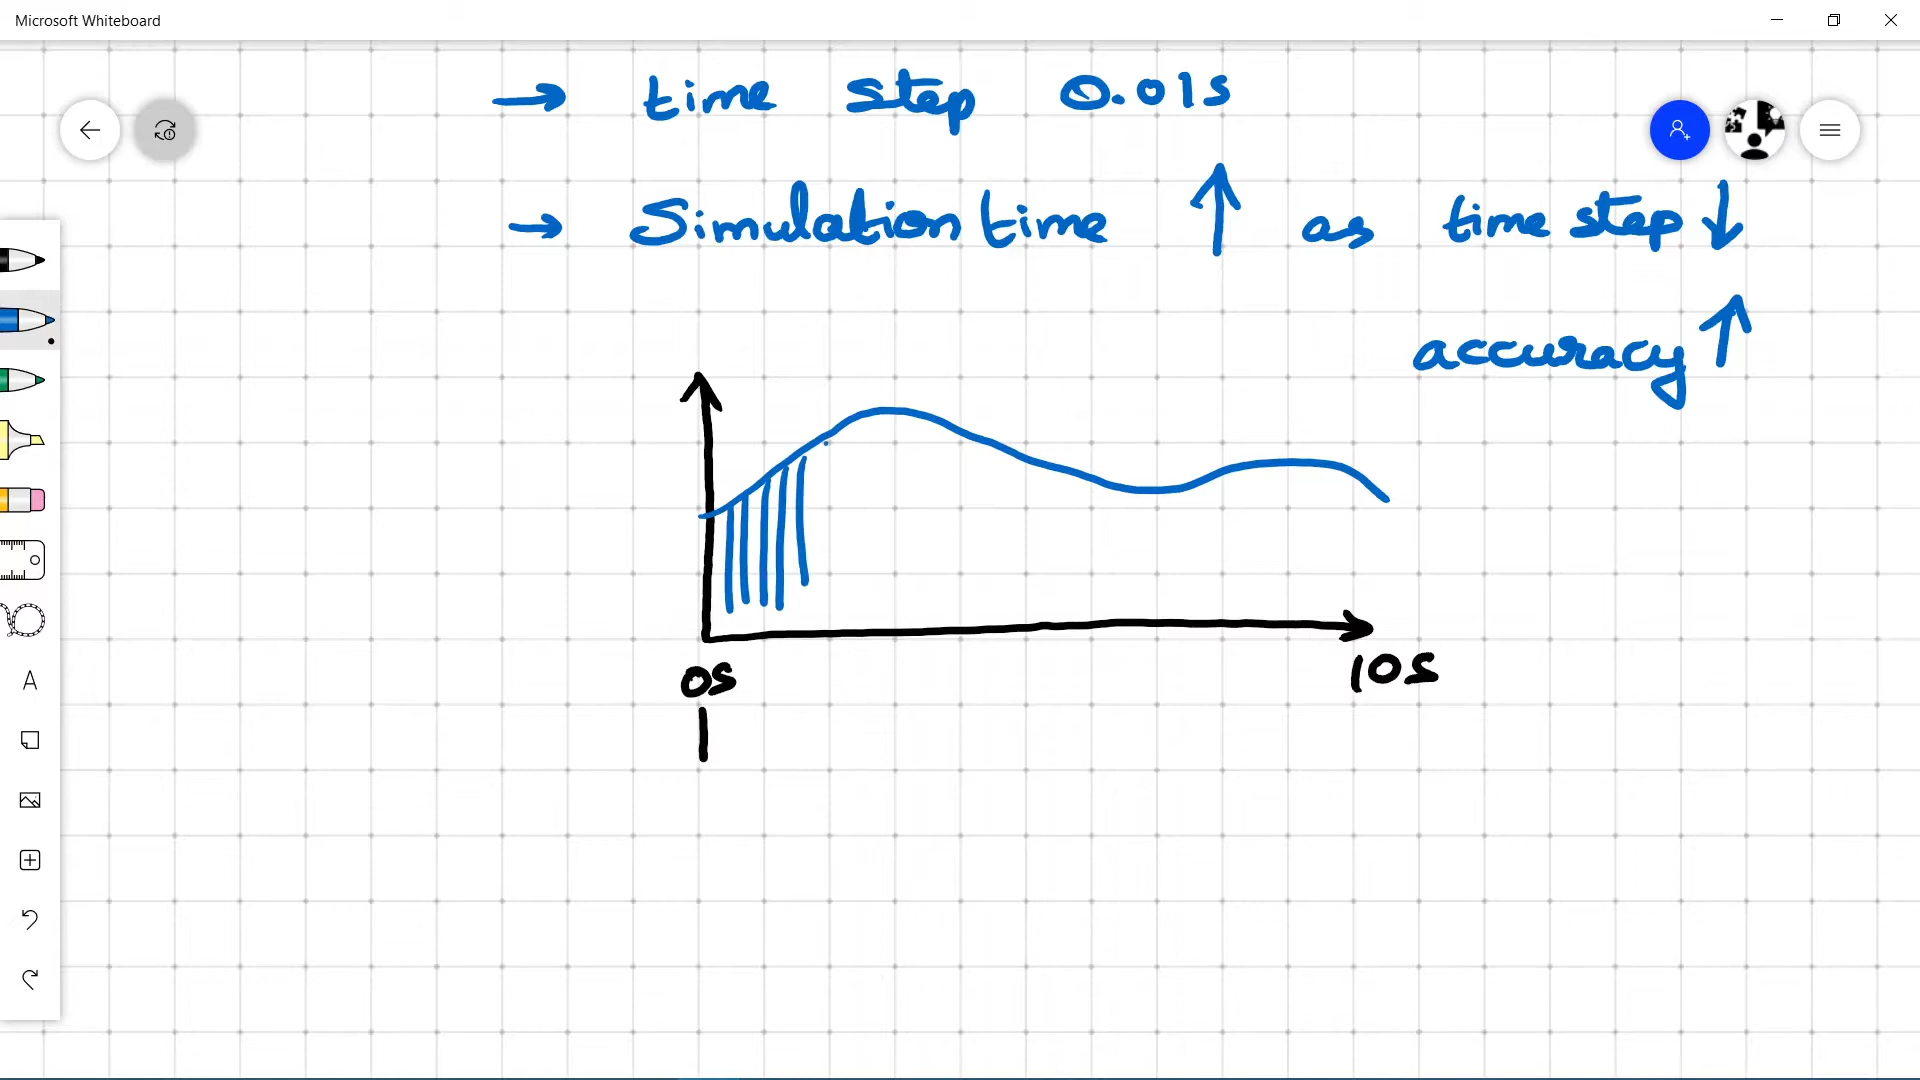 Microsoft Whiteboard
→ time step 0.01s
→ Simulation time ↑ as time step ↓
accuracy ↑
0s
10s
A